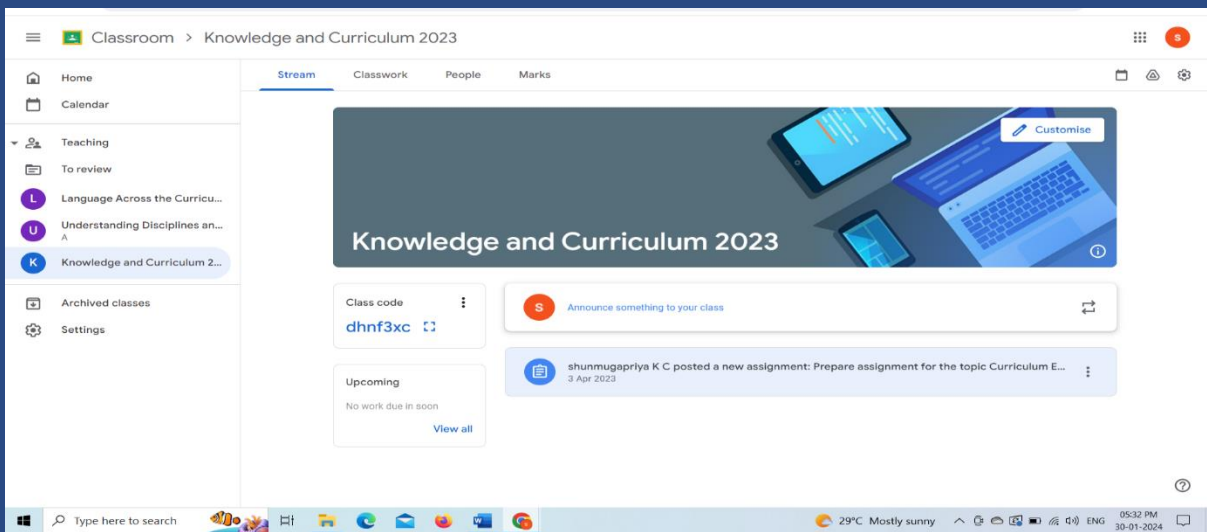 Classroom > Knowledge and Curriculum 2023
S
Home
Calendar
Teaching
To review
L Language Across the Curricu...
U Understanding Disciplines an...
A
K Knowledge and Curriculum 2...
Archived classes
Settings
Stream Classwork People Marks
Customise
Knowledge and Curriculum 2023
Class code
dhnf3xc
Upcoming
No work due in soon
View all
S Announce something to your class
shunmugapriya K C posted a new assignment: Prepare assignment for the topic Curriculum E...
3 Apr 2023
Type here to search
29°C Mostly sunny
ENG
05:32 PM
30-01-2024